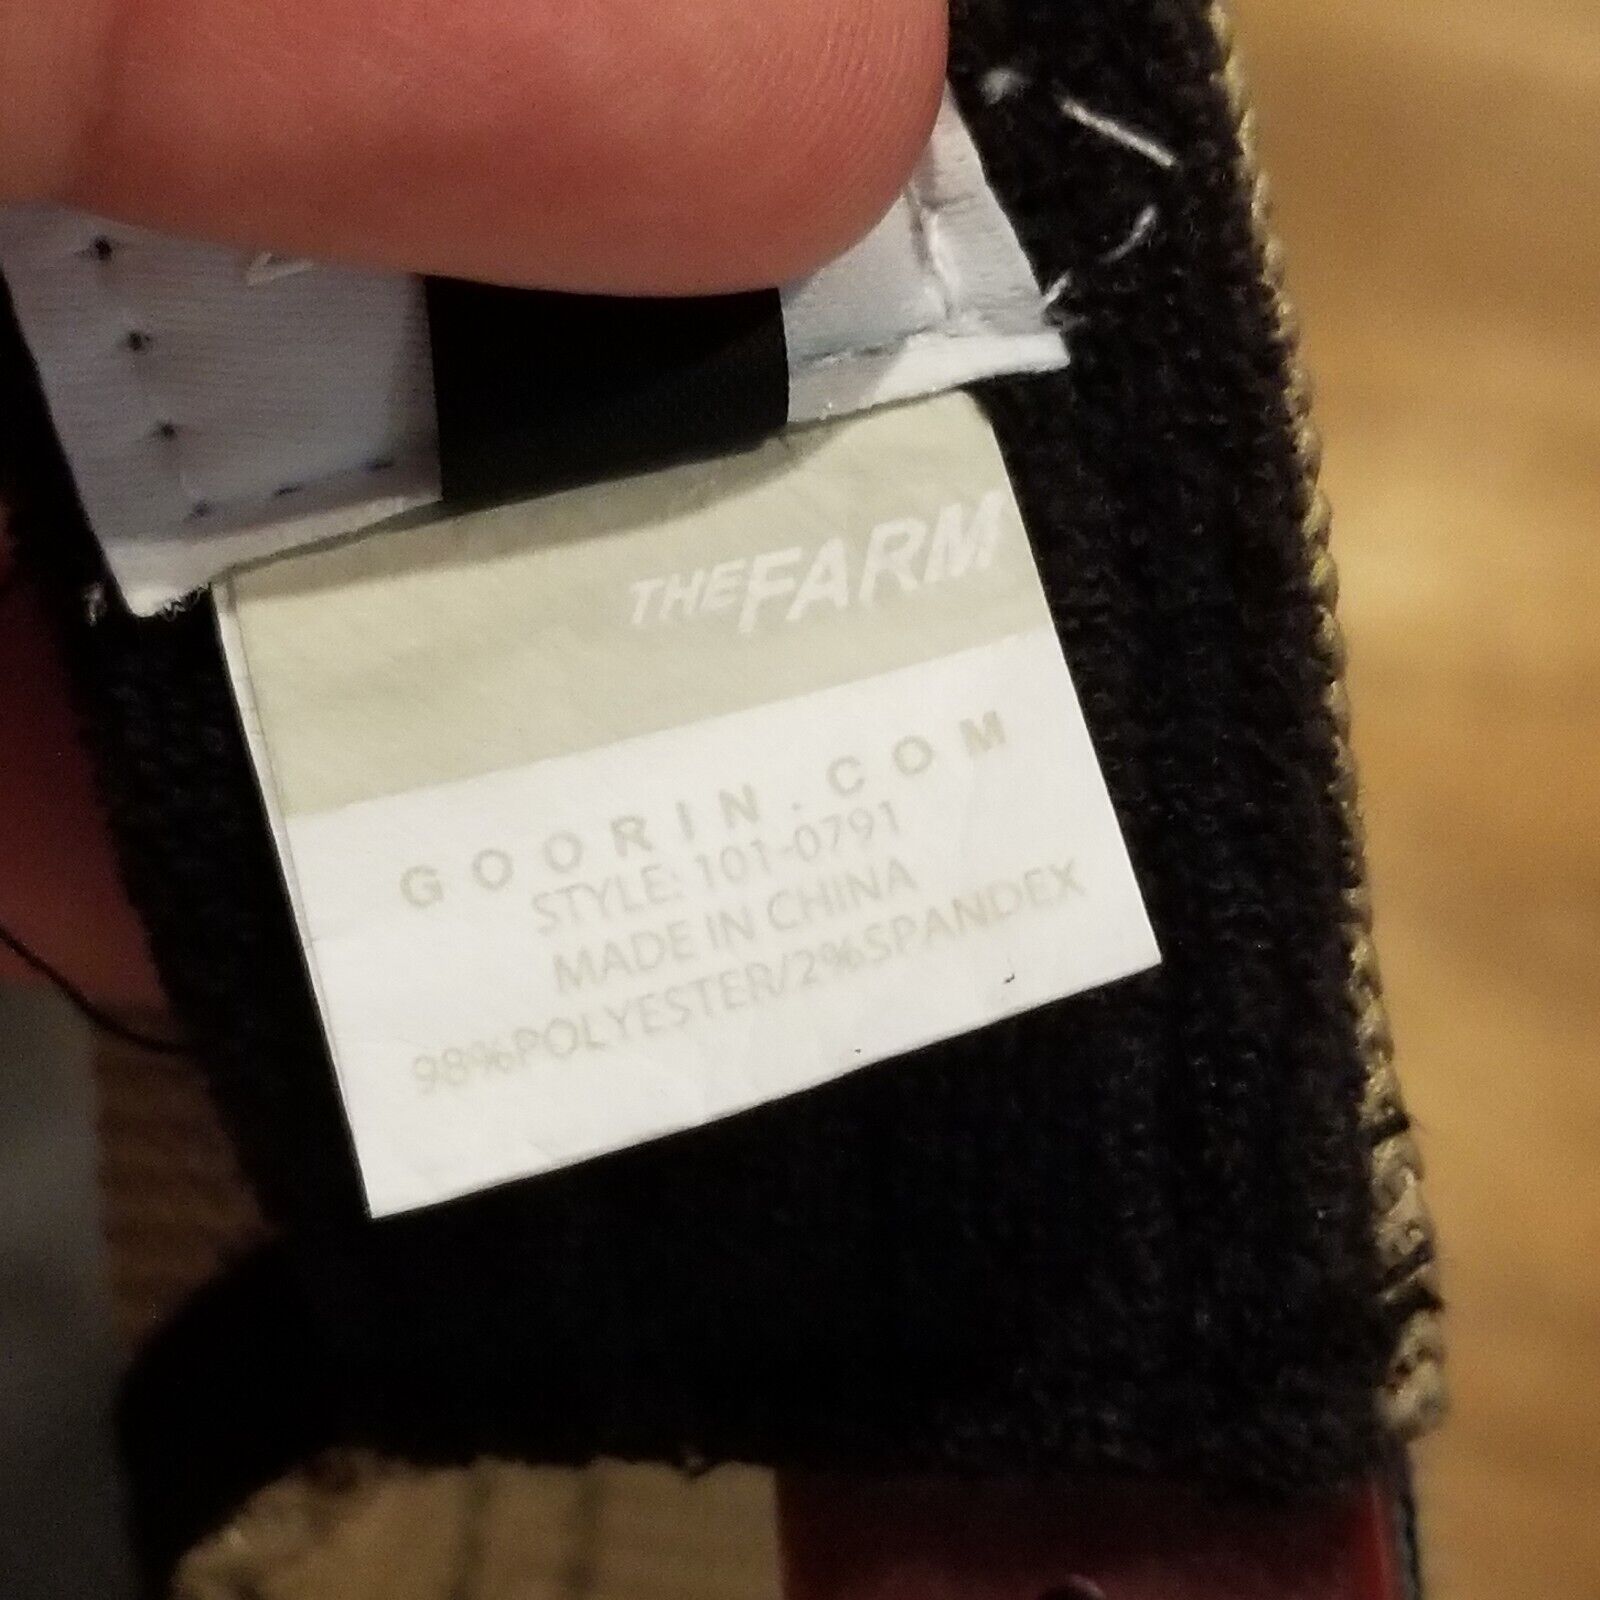 THE FARM
GOORIN.COM
STYLE: 101-0791
MADE IN CHINA
98%POLYESTER/2%SPANDEX